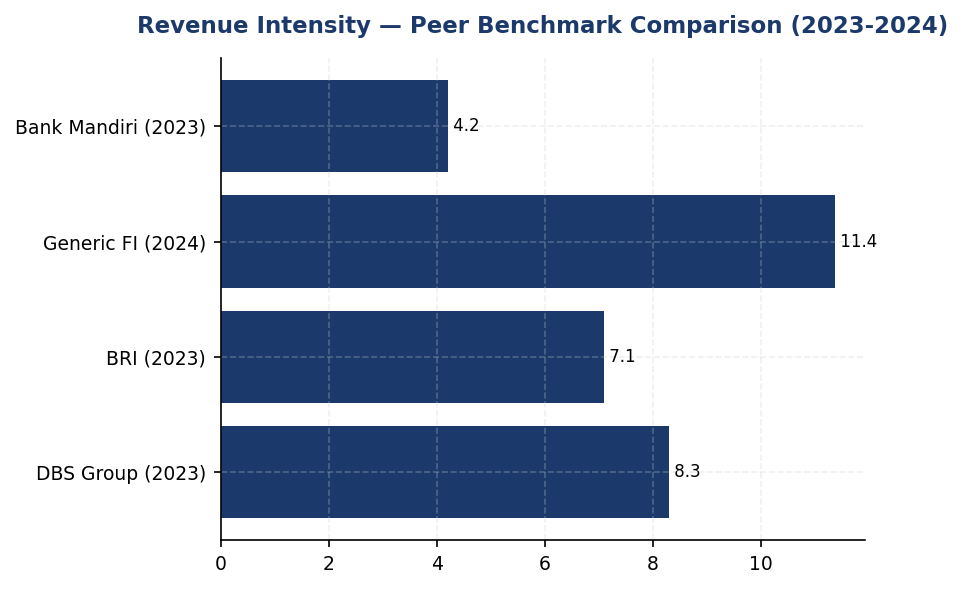 Revenue Intensity — Peer Benchmark Comparison (2023-2024)
Bank Mandiri (2023) 4.2
Generic FI (2024) 11.4
BRI (2023) 7.1
DBS Group (2023) 8.3
0 2 4 6 8 10